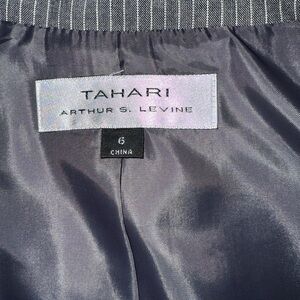 TAHARI
ARTHUR S. LEVINE
6
CHINA